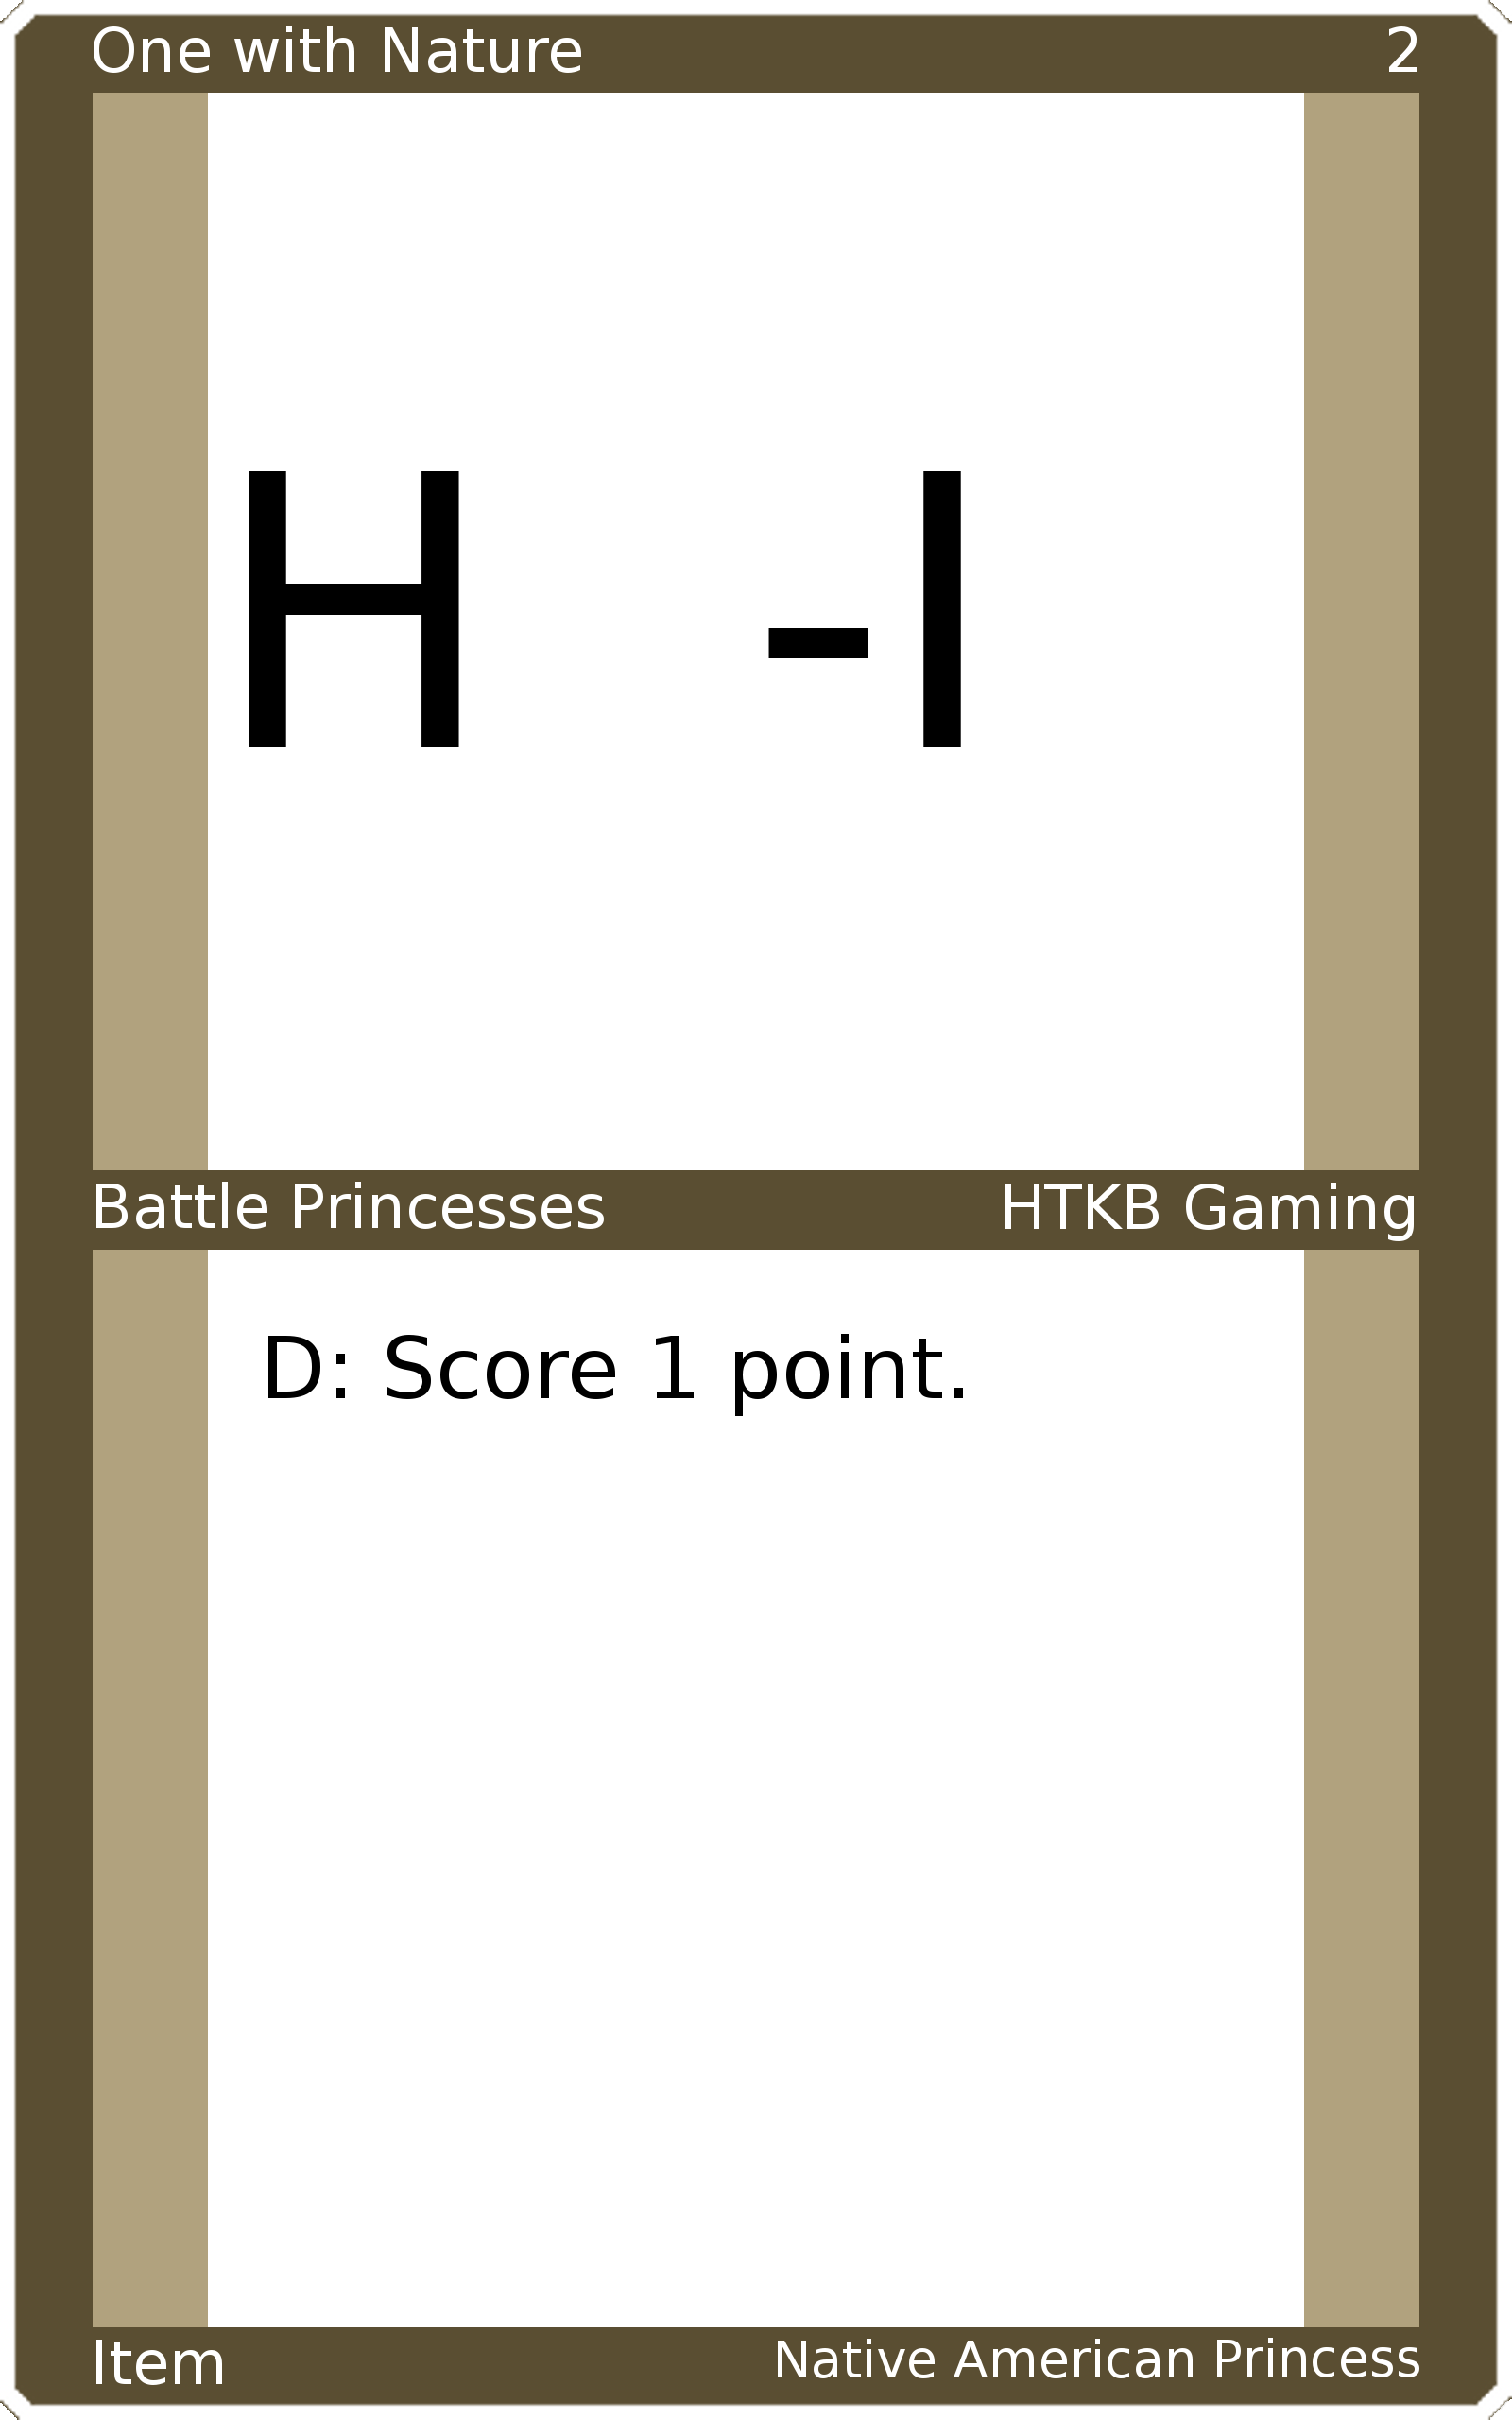 One with Nature 2
H -I
Battle Princesses HTKB Gaming
D: Score 1 point.
Item Native American Princess